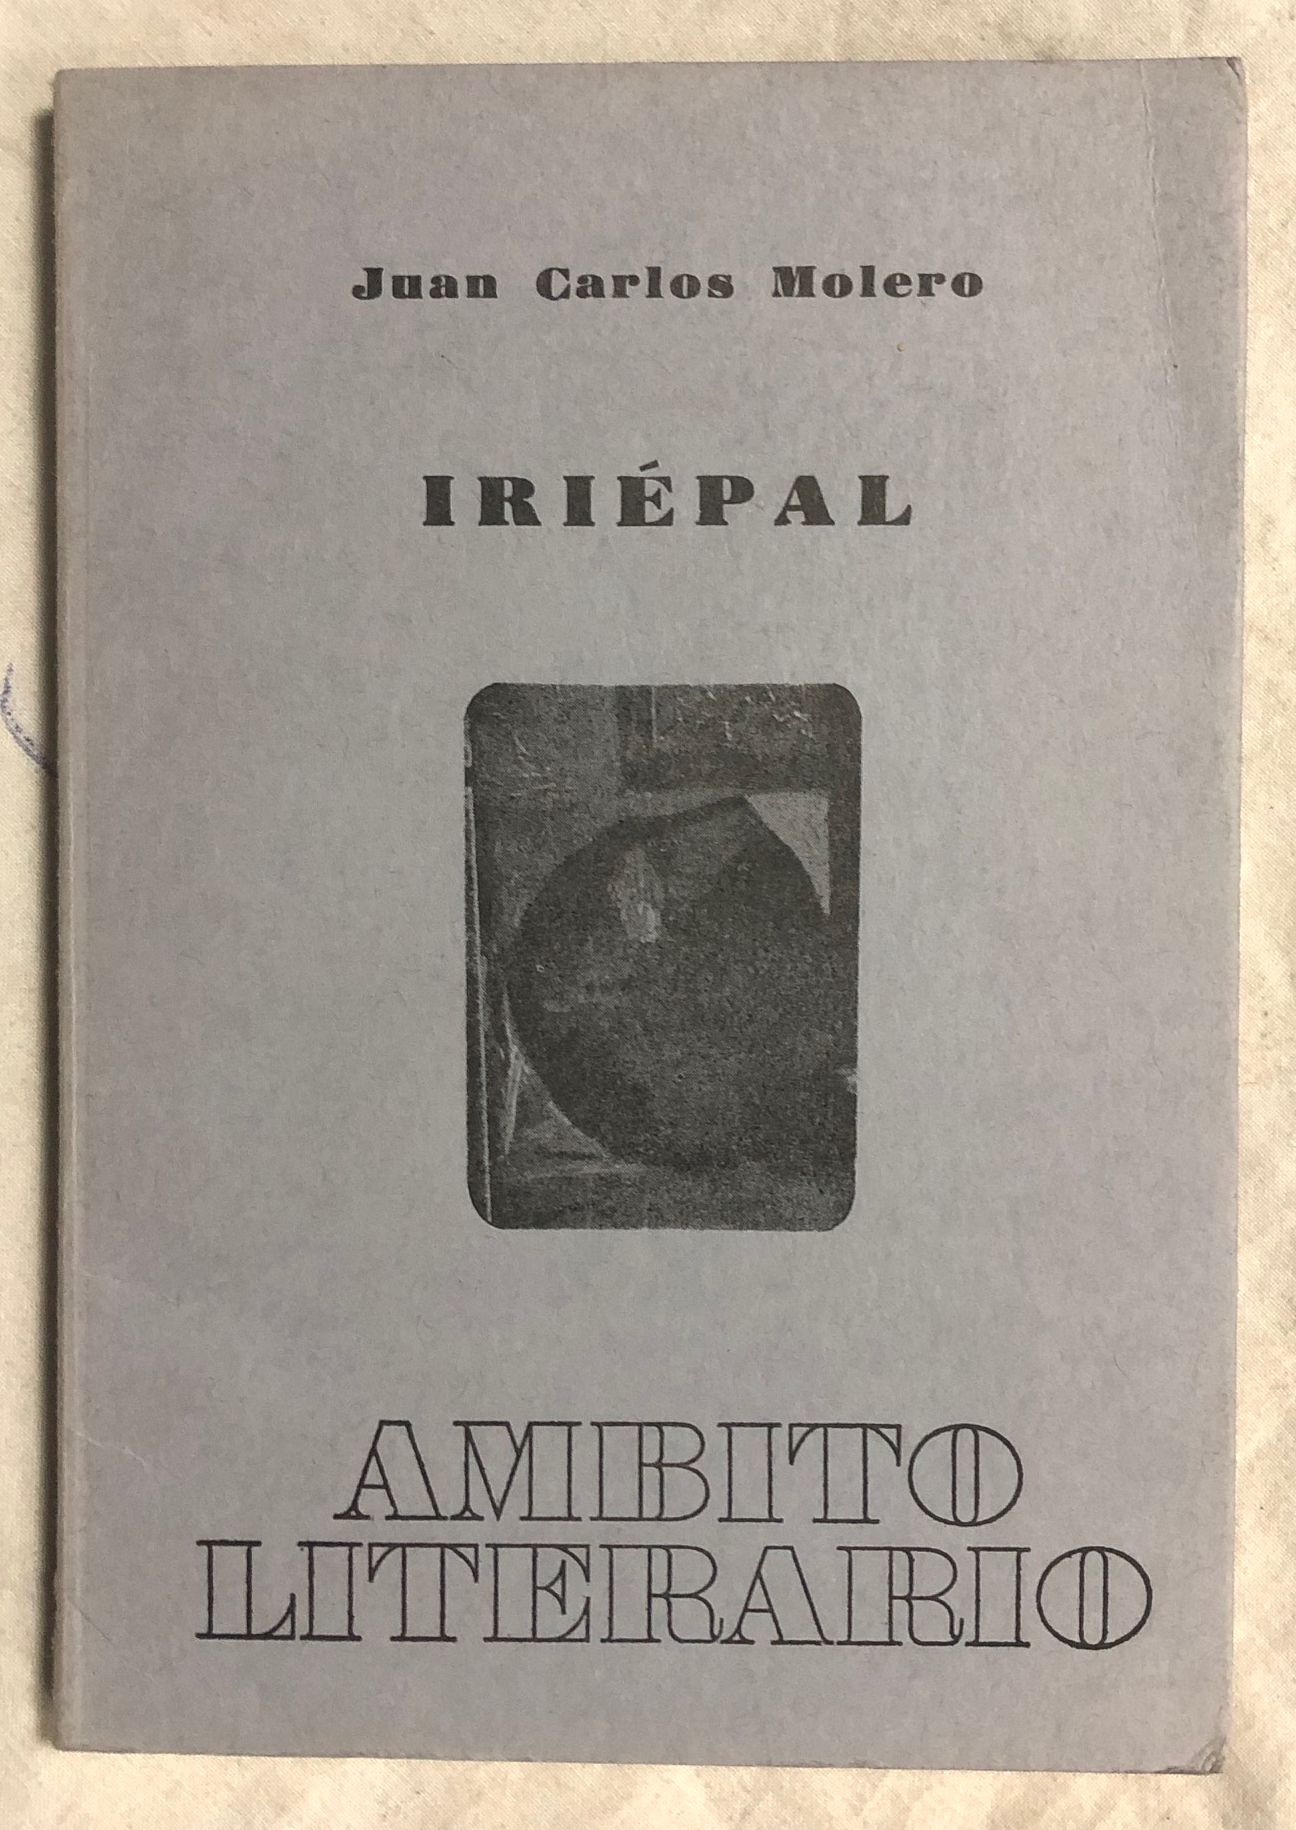 Juan Carlos Molero
IRIÉPAL
AMBITO
LITERARIO